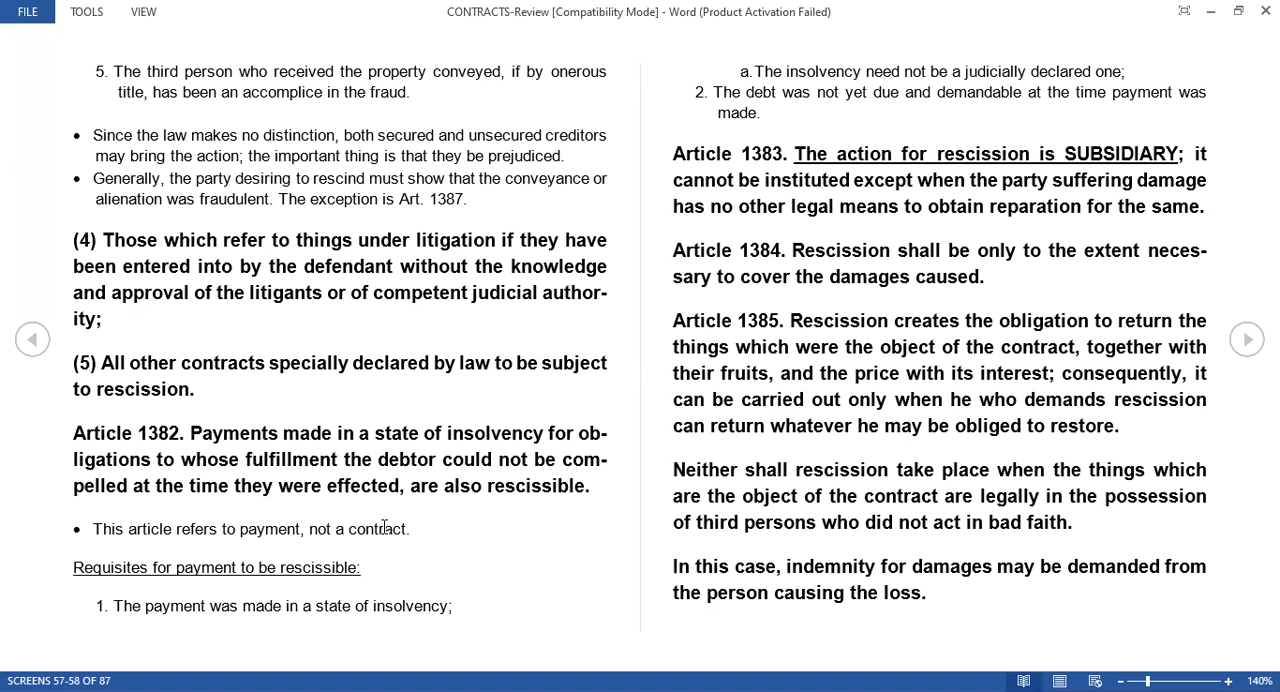 FILE TOOLS VIEW CONTRACTS-Review [Compatibility Mode] - Word (Product Activation Failed)
5. The third person who received the property conveyed, if by onerous
title, has been an accomplice in the fraud.
• Since the law makes no distinction, both secured and unsecured creditors
may bring the action; the important thing is that they be prejudiced.
• Generally, the party desiring to rescind must show that the conveyance or
alienation was fraudulent. The exception is Art. 1387.
(4) Those which refer to things under litigation if they have
been entered into by the defendant without the knowledge
and approval of the litigants or of competent judicial author-
ity;
(5) All other contracts specially declared by law to be subject
to rescission.
Article 1382. Payments made in a state of insolvency for ob-
ligations to whose fulfillment the debtor could not be com-
pelled at the time they were effected, are also rescissible.
• This article refers to payment, not a contract.
Requisites for payment to be rescissible:
1. The payment was made in a state of insolvency;
a. The insolvency need not be a judicially declared one;
2. The debt was not yet due and demandable at the time payment was
made.
Article 1383. The action for rescission is SUBSIDIARY; it
cannot be instituted except when the party suffering damage
has no other legal means to obtain reparation for the same.
Article 1384. Rescission shall be only to the extent neces-
sary to cover the damages caused.
Article 1385. Rescission creates the obligation to return the
things which were the object of the contract, together with
their fruits, and the price with its interest; consequently, it
can be carried out only when he who demands rescission
can return whatever he may be obliged to restore.
Neither shall rescission take place when the things which
are the object of the contract are legally in the possession
of third persons who did not act in bad faith.
In this case, indemnity for damages may be demanded from
the person causing the loss.
SCREENS 57-58 OF 87 140%